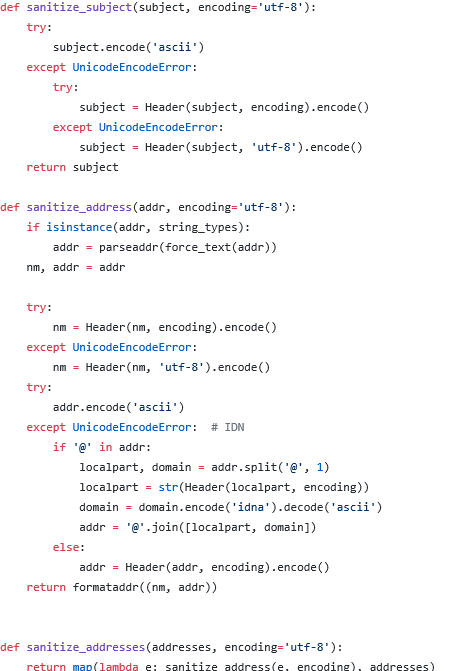 def sanitize_subject(subject, encoding='utf-8'):
    try:
        subject.encode('ascii')
    except UnicodeEncodeError:
        try:
            subject = Header(subject, encoding).encode()
        except UnicodeEncodeError:
            subject = Header(subject, 'utf-8').encode()
    return subject

def sanitize_address(addr, encoding='utf-8'):
    if isinstance(addr, string_types):
        addr = parseaddr(force_text(addr))
    nm, addr = addr

    try:
        nm = Header(nm, encoding).encode()
    except UnicodeEncodeError:
        nm = Header(nm, 'utf-8').encode()
    try:
        addr.encode('ascii')
    except UnicodeEncodeError:  # IDN
        if '@' in addr:
            localpart, domain = addr.split('@', 1)
            localpart = str(Header(localpart, encoding))
            domain = domain.encode('idna').decode('ascii')
            addr = '@'.join([localpart, domain])
        else:
            addr = Header(addr, encoding).encode()
    return formataddr((nm, addr))


def sanitize_addresses(addresses, encoding='utf-8'):
    return map(lambda e: sanitize_address(e, encoding), addresses)